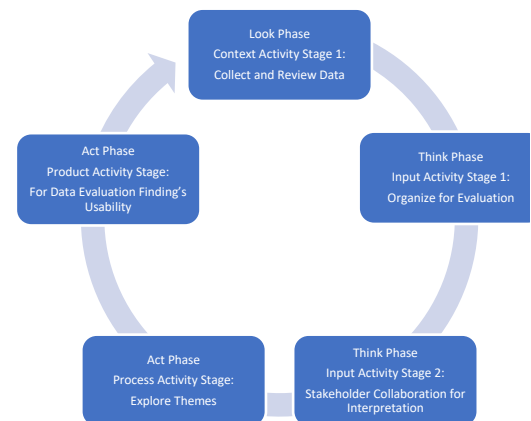 Look Phase
Context Activity Stage 1:
Collect and Review Data
Think Phase
Input Activity Stage 1:
Organize for Evaluation
Think Phase
Input Activity Stage 2:
Stakeholder Collaboration for
Interpretation
Act Phase
Process Activity Stage:
Explore Themes
Act Phase
Product Activity Stage:
For Data Evaluation Finding's
Usability